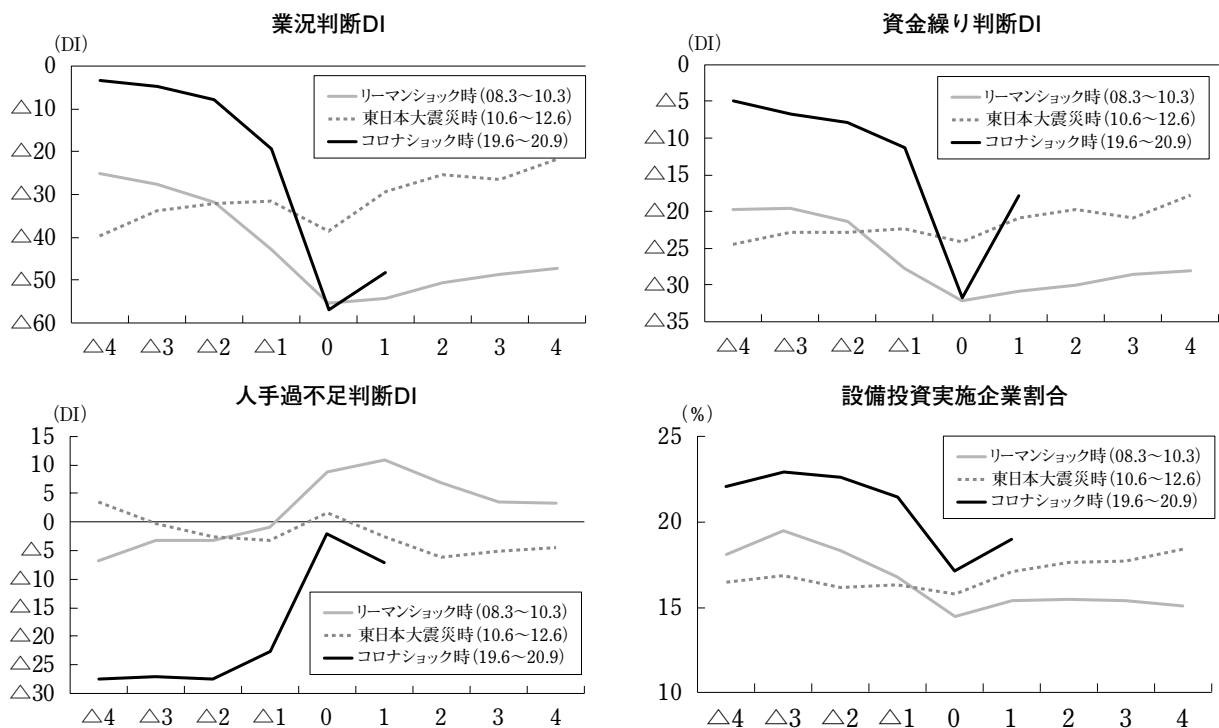 業況判断DI
(DI)
0
△10
△20
△30
△40
△50
△60
△4 △3 △2 △1 0 1 2 3 4
リーマンショック時(08.3～10.3)
東日本大震災時(10.6～12.6)
コロナショック時(19.6～20.9)
資金繰り判断DI
(DI)
0
△5
△10
△15
△20
△25
△30
△35
△4 △3 △2 △1 0 1 2 3 4
リーマンショック時(08.3～10.3)
東日本大震災時(10.6～12.6)
コロナショック時(19.6～20.9)
人手過不足判断DI
(DI)
15
10
5
0
△5
△10
△15
△20
△25
△30
△4 △3 △2 △1 0 1 2 3 4
リーマンショック時(08.3～10.3)
東日本大震災時(10.6～12.6)
コロナショック時(19.6～20.9)
設備投資実施企業割合
(%)
25
20
15
10
△4 △3 △2 △1 0 1 2 3 4
リーマンショック時(08.3～10.3)
東日本大震災時(10.6～12.6)
コロナショック時(19.6～20.9)